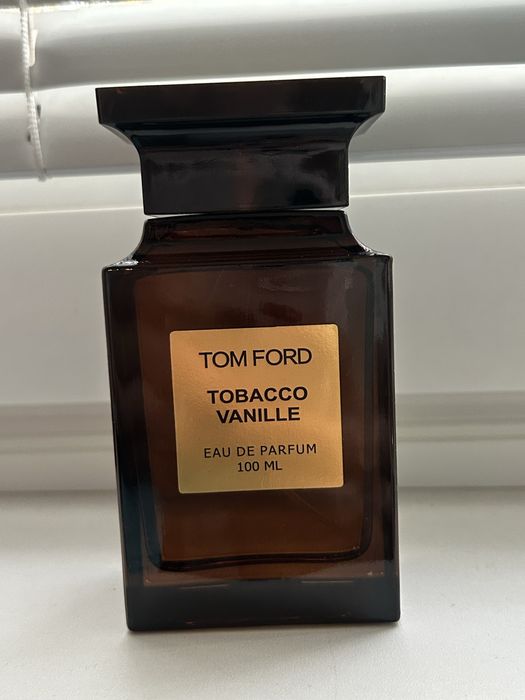 TOM FORD
TOBACCO
VANILLE
EAU DE PARFUM
100 ML